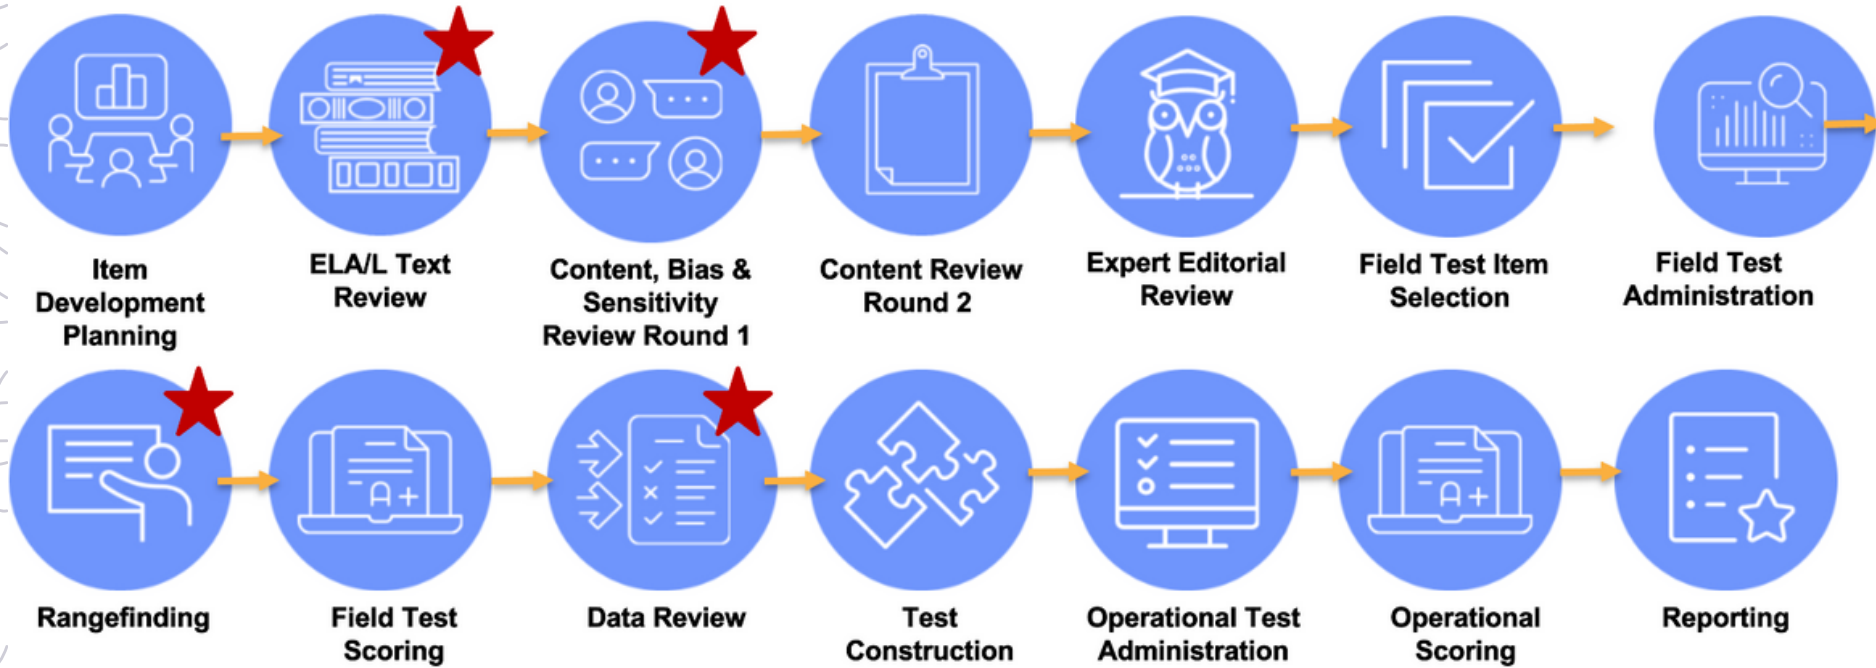 Item
Development
Planning
ELA/L Text
Review
Content, Bias &
Sensitivity
Review Round 1
Content Review
Round 2
Expert Editorial
Review
Field Test Item
Selection
Field Test
Administration
A+
A+
Rangefinding
Field Test
Scoring
Data Review
Test
Construction
Operational Test
Administration
Operational
Scoring
Reporting